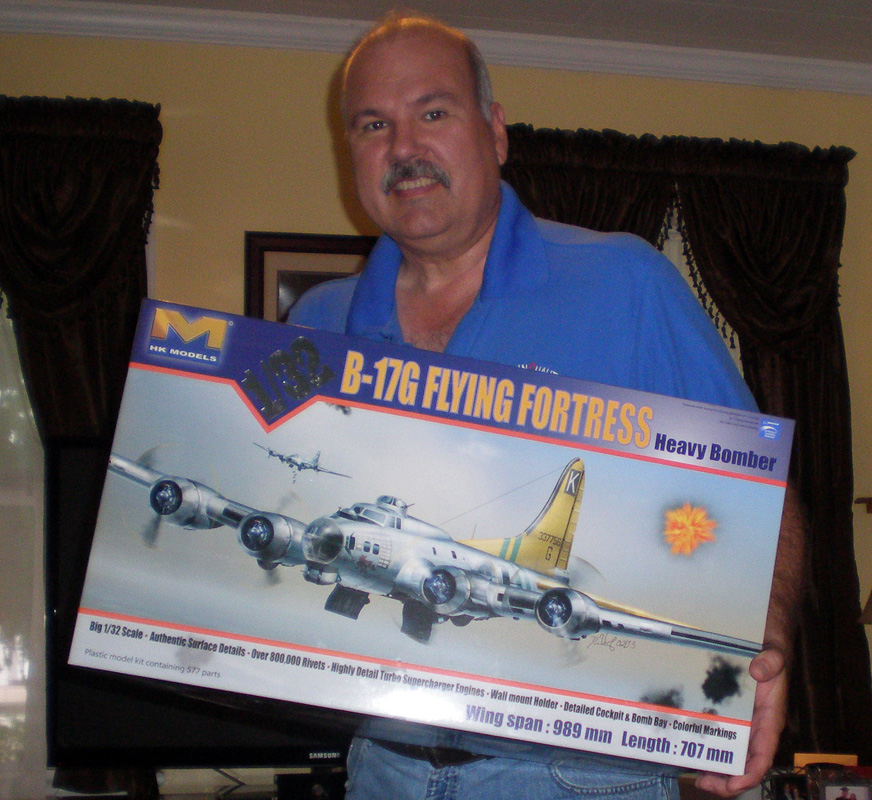 HK MODELS
1/32
B-17G FLYING FORTRESS
Heavy Bomber
K
G
Big 1/32 Scale · Authentic Surface Details · Over 800,000 Rivets · Highly Detail Turbo Supercharger Engines · Wall mount Holder · Detailed Cockpit & Bomb Bay · Colorful Markings
Plastic model kit containing 577 parts
Wing span : 989 mm Length : 707 mm
SAMSUNG